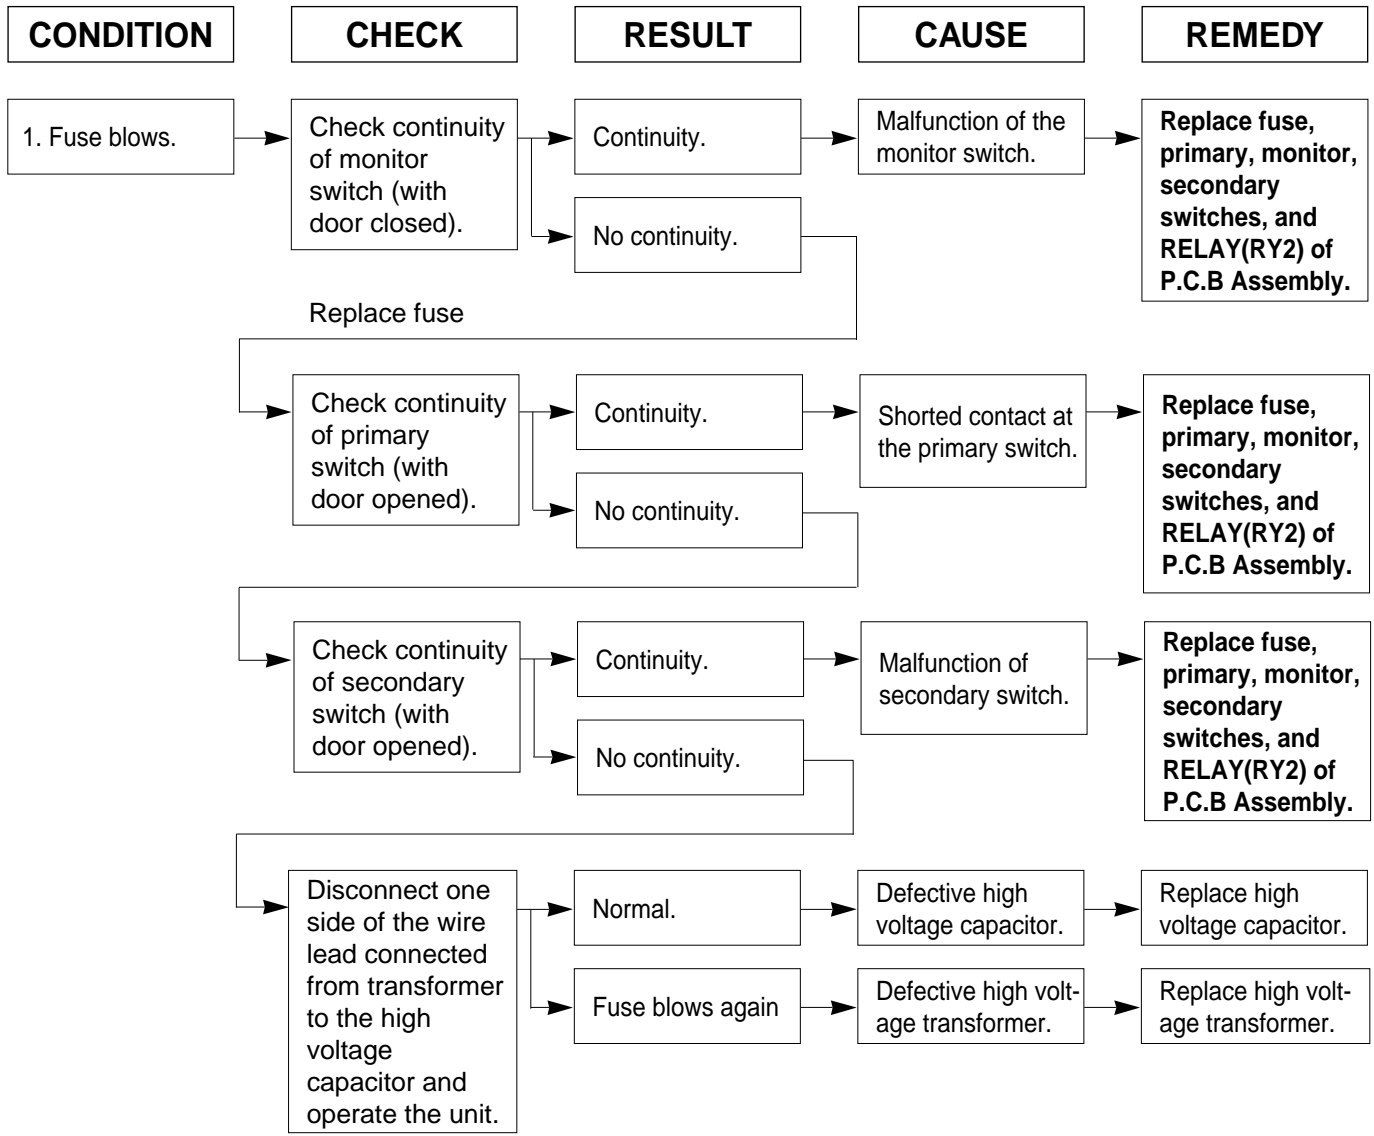 CONDITION
CHECK
RESULT
CAUSE
REMEDY
1. Fuse blows.
Check continuity
of monitor
switch (with
door closed).
Continuity.
Malfunction of the
monitor switch.
Replace fuse,
primary, monitor,
secondary
switches, and
RELAY(RY2) of
P.C.B Assembly.
No continuity.
Replace fuse
Check continuity
of primary
switch (with
door opened).
Continuity.
Shorted contact at
the primary switch.
Replace fuse,
primary, monitor,
secondary
switches, and
RELAY(RY2) of
P.C.B Assembly.
No continuity.
Check continuity
of secondary
switch (with
door opened).
Continuity.
Malfunction of
secondary switch.
Replace fuse,
primary, monitor,
secondary
switches, and
RELAY(RY2) of
P.C.B Assembly.
No continuity.
Disconnect one
side of the wire
lead connected
from transformer
to the high
voltage
capacitor and
operate the unit.
Normal.
Defective high
voltage capacitor.
Replace high
voltage capacitor.
Fuse blows again
Defective high volt-
age transformer.
Replace high volt-
age transformer.